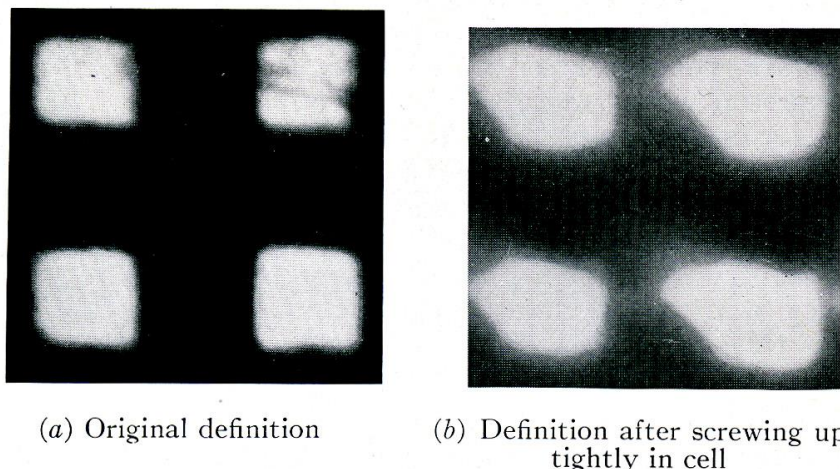 (a) Original definition
(b) Definition after screwing up
tightly in cell